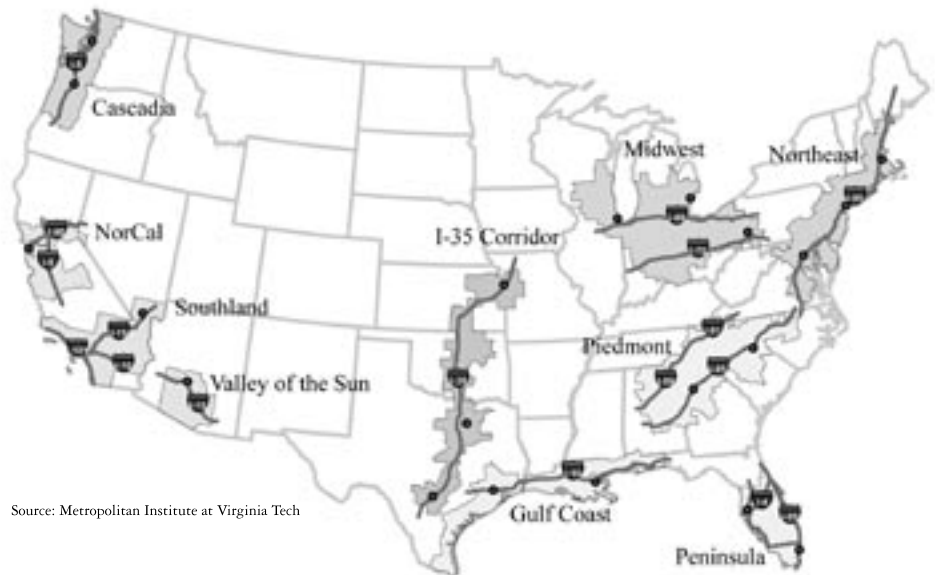 Cascadia
Midwest
Northeast
NorCal
I-35 Corridor
Southland
Piedmont
Valley of the Sun
Source: Metropolitan Institute at Virginia Tech
Gulf Coast
Peninsula